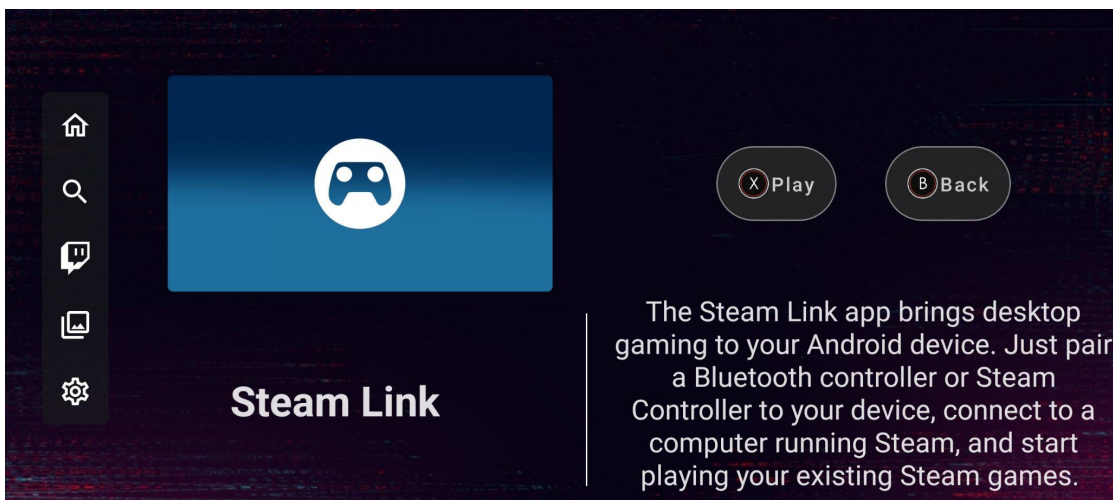 X Play
B Back
Steam Link
The Steam Link app brings desktop
gaming to your Android device. Just pair
a Bluetooth controller or Steam
Controller to your device, connect to a
computer running Steam, and start
playing your existing Steam games.